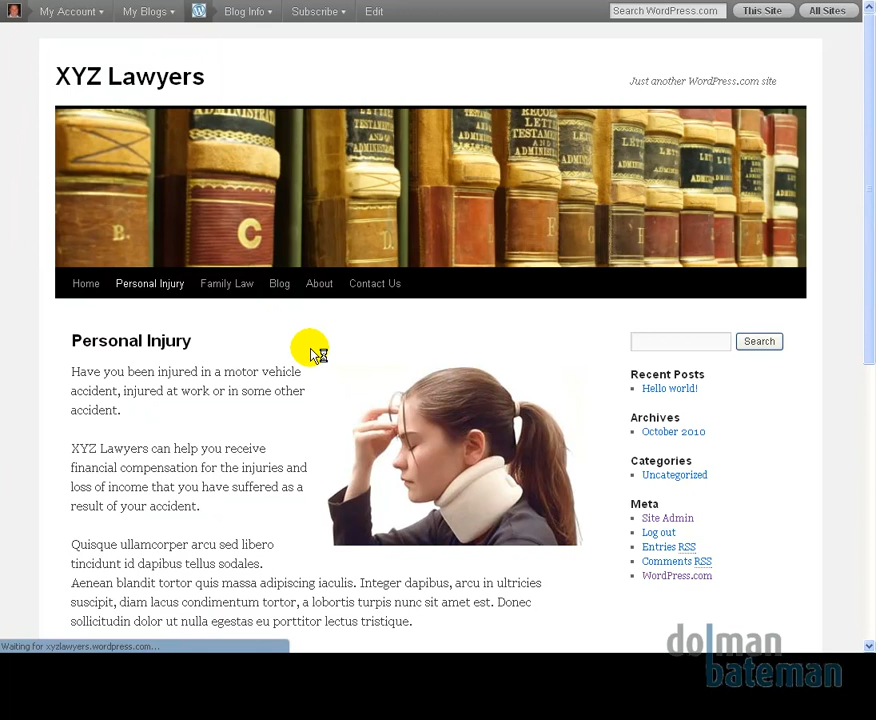 My Account▾ My Blogs▾ Blog Info▾ Subscribe▾ Edit Search WordPress.com This Site All Sites
XYZ Lawyers
Just another WordPress.com site
B. C D. F
Home Personal Injury Family Law Blog About Contact Us
Personal Injury
Search
Have you been injured in a motor vehicle
accident, injured at work or in some other
accident.
XYZ Lawyers can help you receive
financial compensation for the injuries and
loss of income that you have suffered as a
result of your accident.
Quisque ullamcorper arcu sed libero
tincidunt id dapibus tellus sodales.
Aenean blandit tortor quis massa adipiscing iaculis. Integer dapibus, arcu in ultricies
suscipit, diam lacus condimentum tortor, a lobortis turpis nunc sit amet est. Donec
sollicitudin dolor ut nulla egestas eu porttitor lectus tristique.
Recent Posts
Hello world!
Archives
October 2010
Categories
Uncategorized
Meta
Site Admin
Log out
Entries RSS
Comments RSS
WordPress.com
Waiting for xyzlawyers.wordpress.com...
dolman
bateman